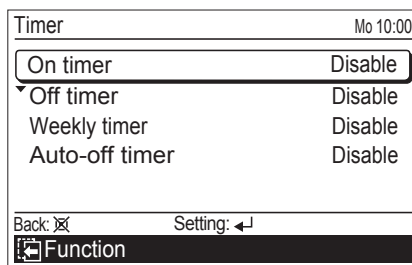 Timer Mo 10:00
On timer Disable
Off timer Disable
Weekly timer Disable
Auto-off timer Disable
Back: Setting:
Function